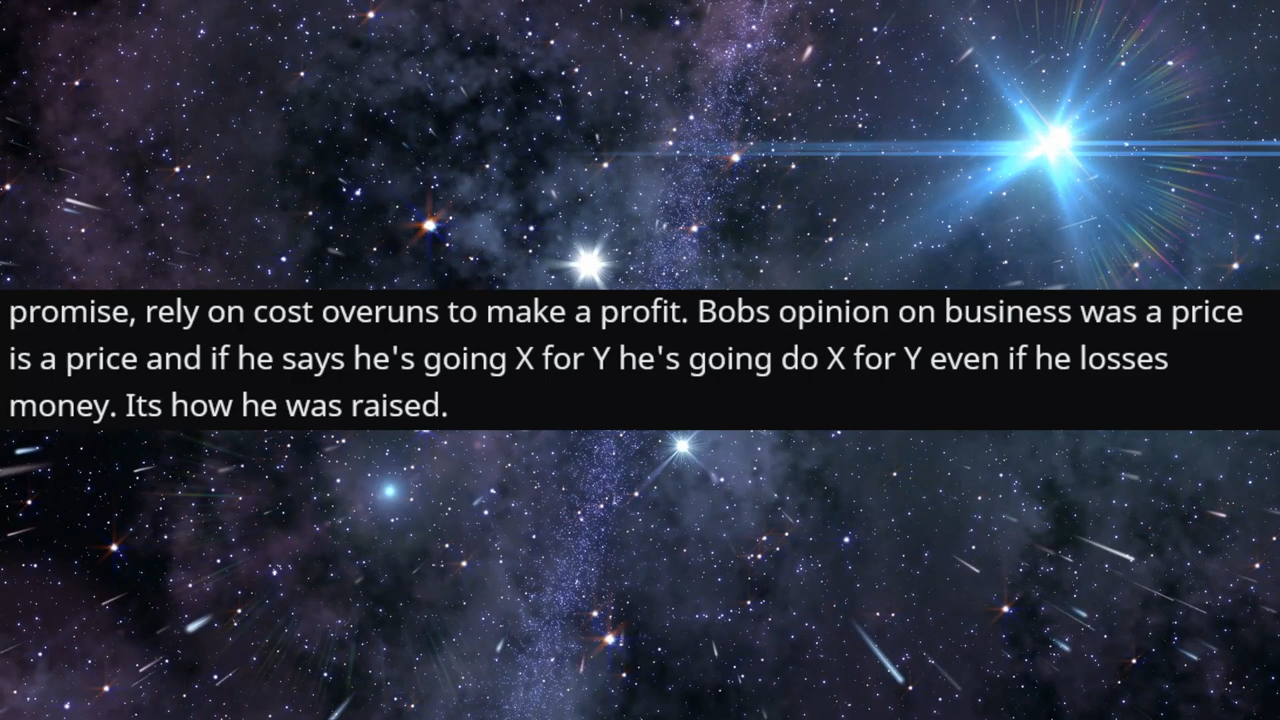 promise, rely on cost overuns to make a profit. Bobs opinion on business was a price
is a price and if he says he's going X for Y he's going do X for Y even if he losses
money. Its how he was raised.